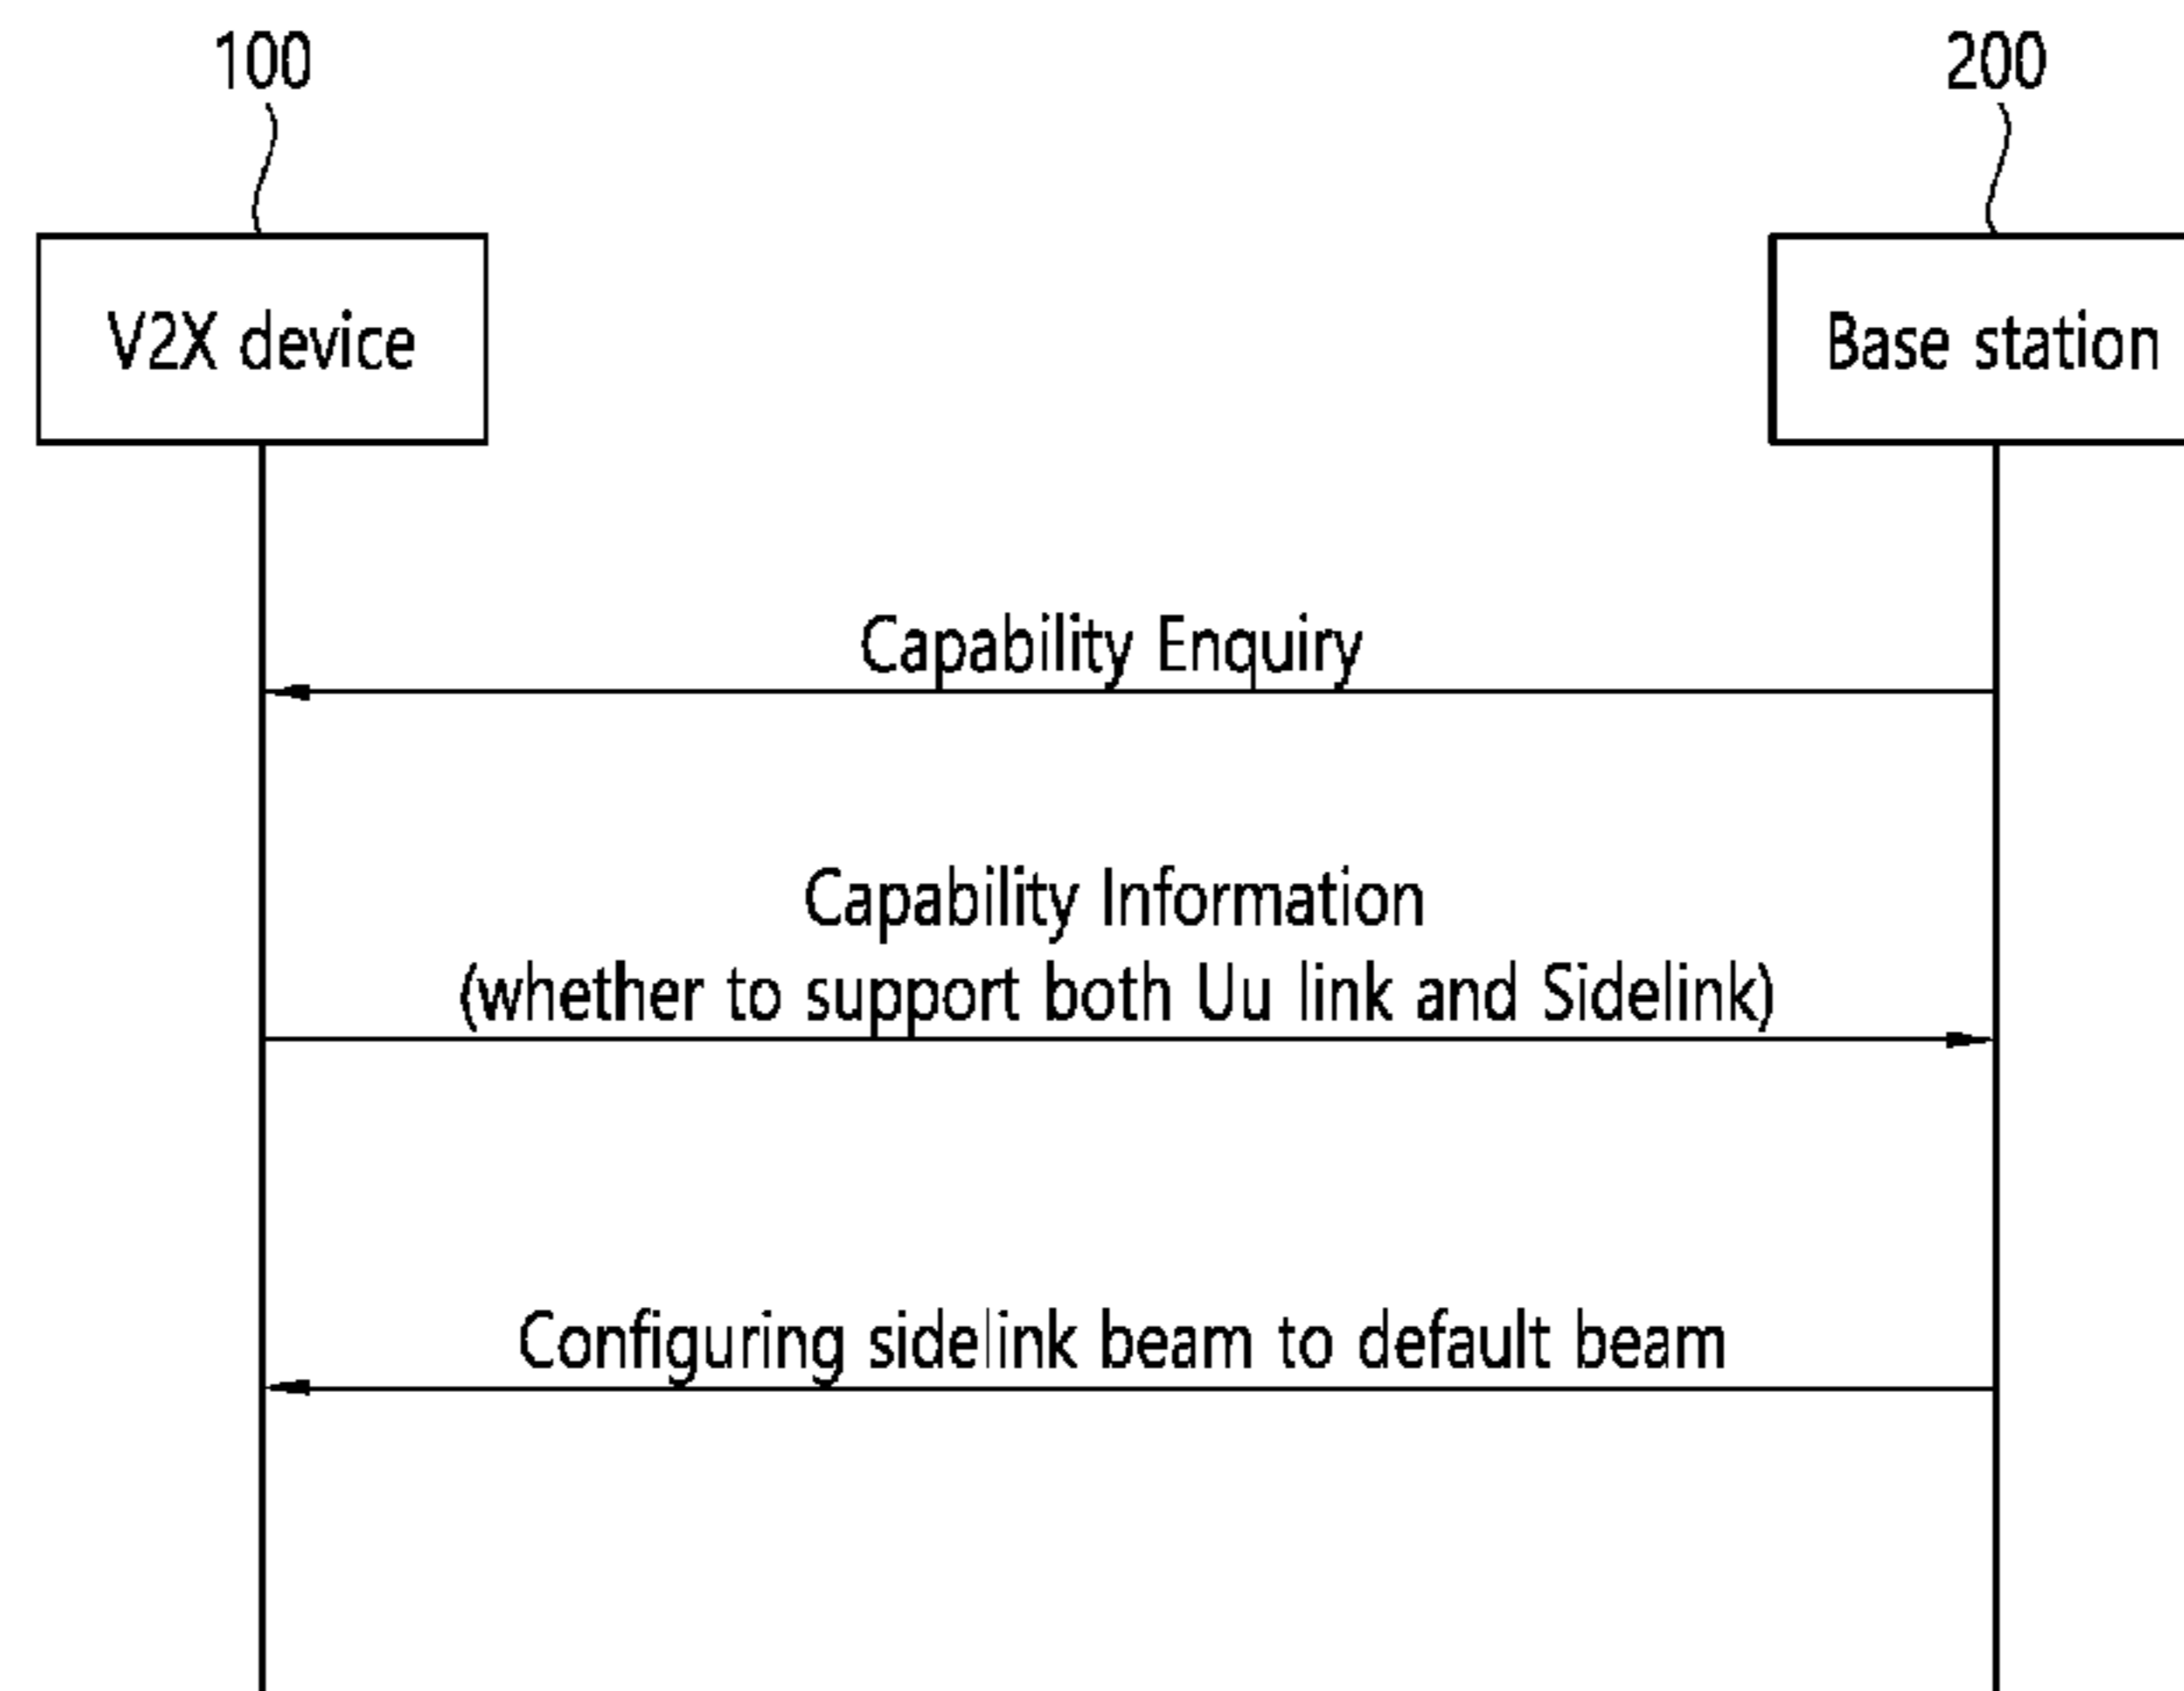 100
200
V2X device
Base station
Capability Enquiry
Capability Information
(whether to support both Uu link and Sidelink)
Configuring sidelink beam to default beam